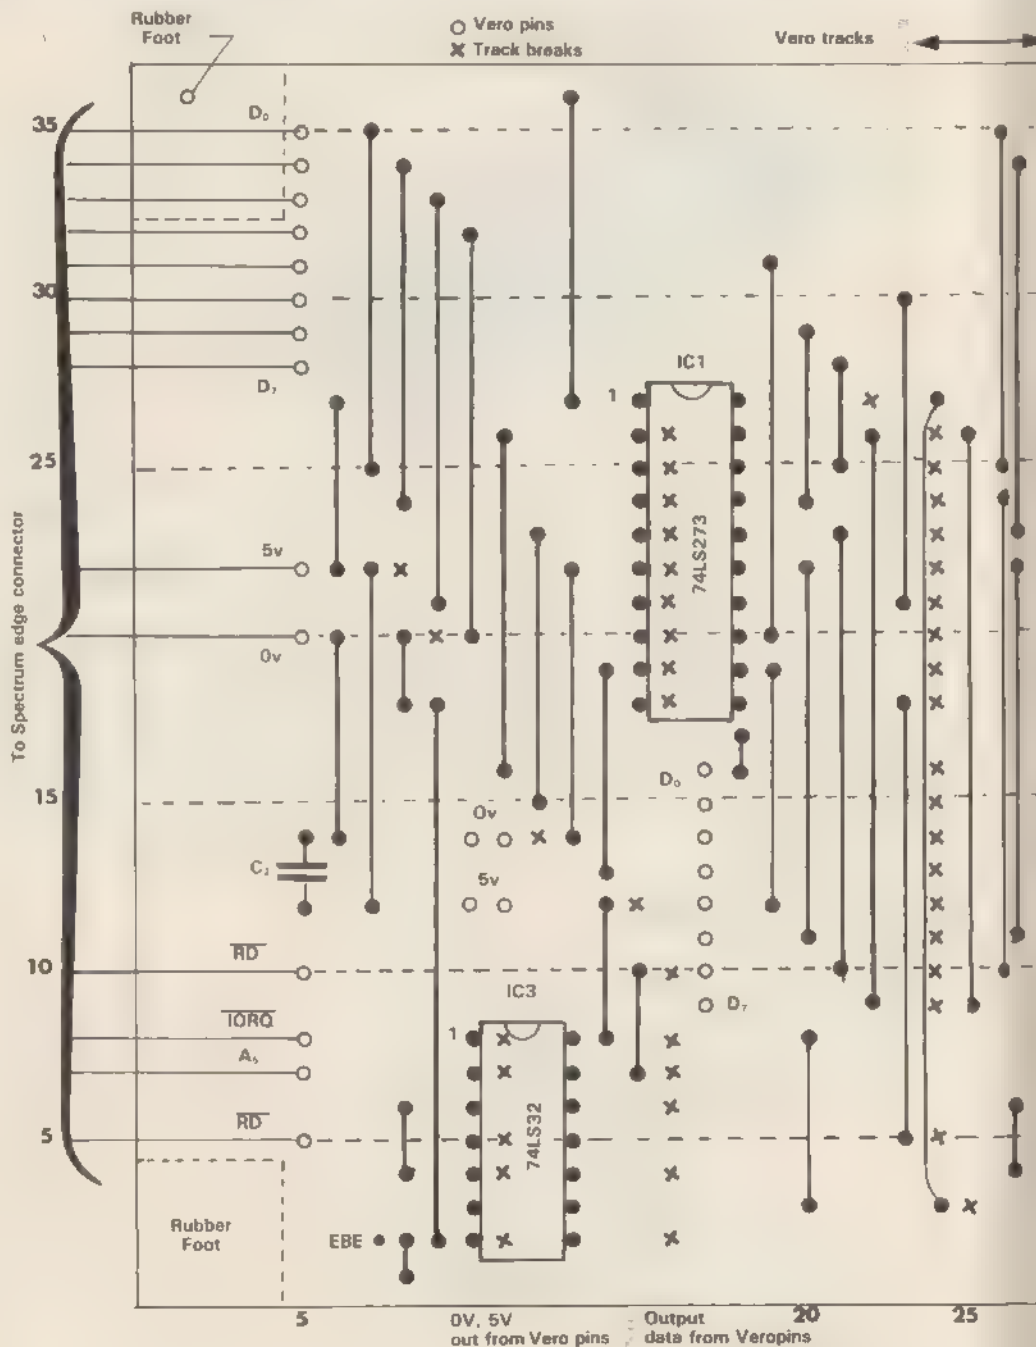 Rubber
Foot
Vero pins
Track breaks
Vero tracks
35
D₀
30
D₇
IC1
1
25
74LS273
5v
0v
To Spectrum edge connector
15
D₀
0v
C₂
5v
10
RD
D₇
IC3
IORQ
1
A₅
74LS32
5
RD
Rubber
Foot
EBE
5
0V, 5V
out from Vero pins
Output
data from Veropins
20
25